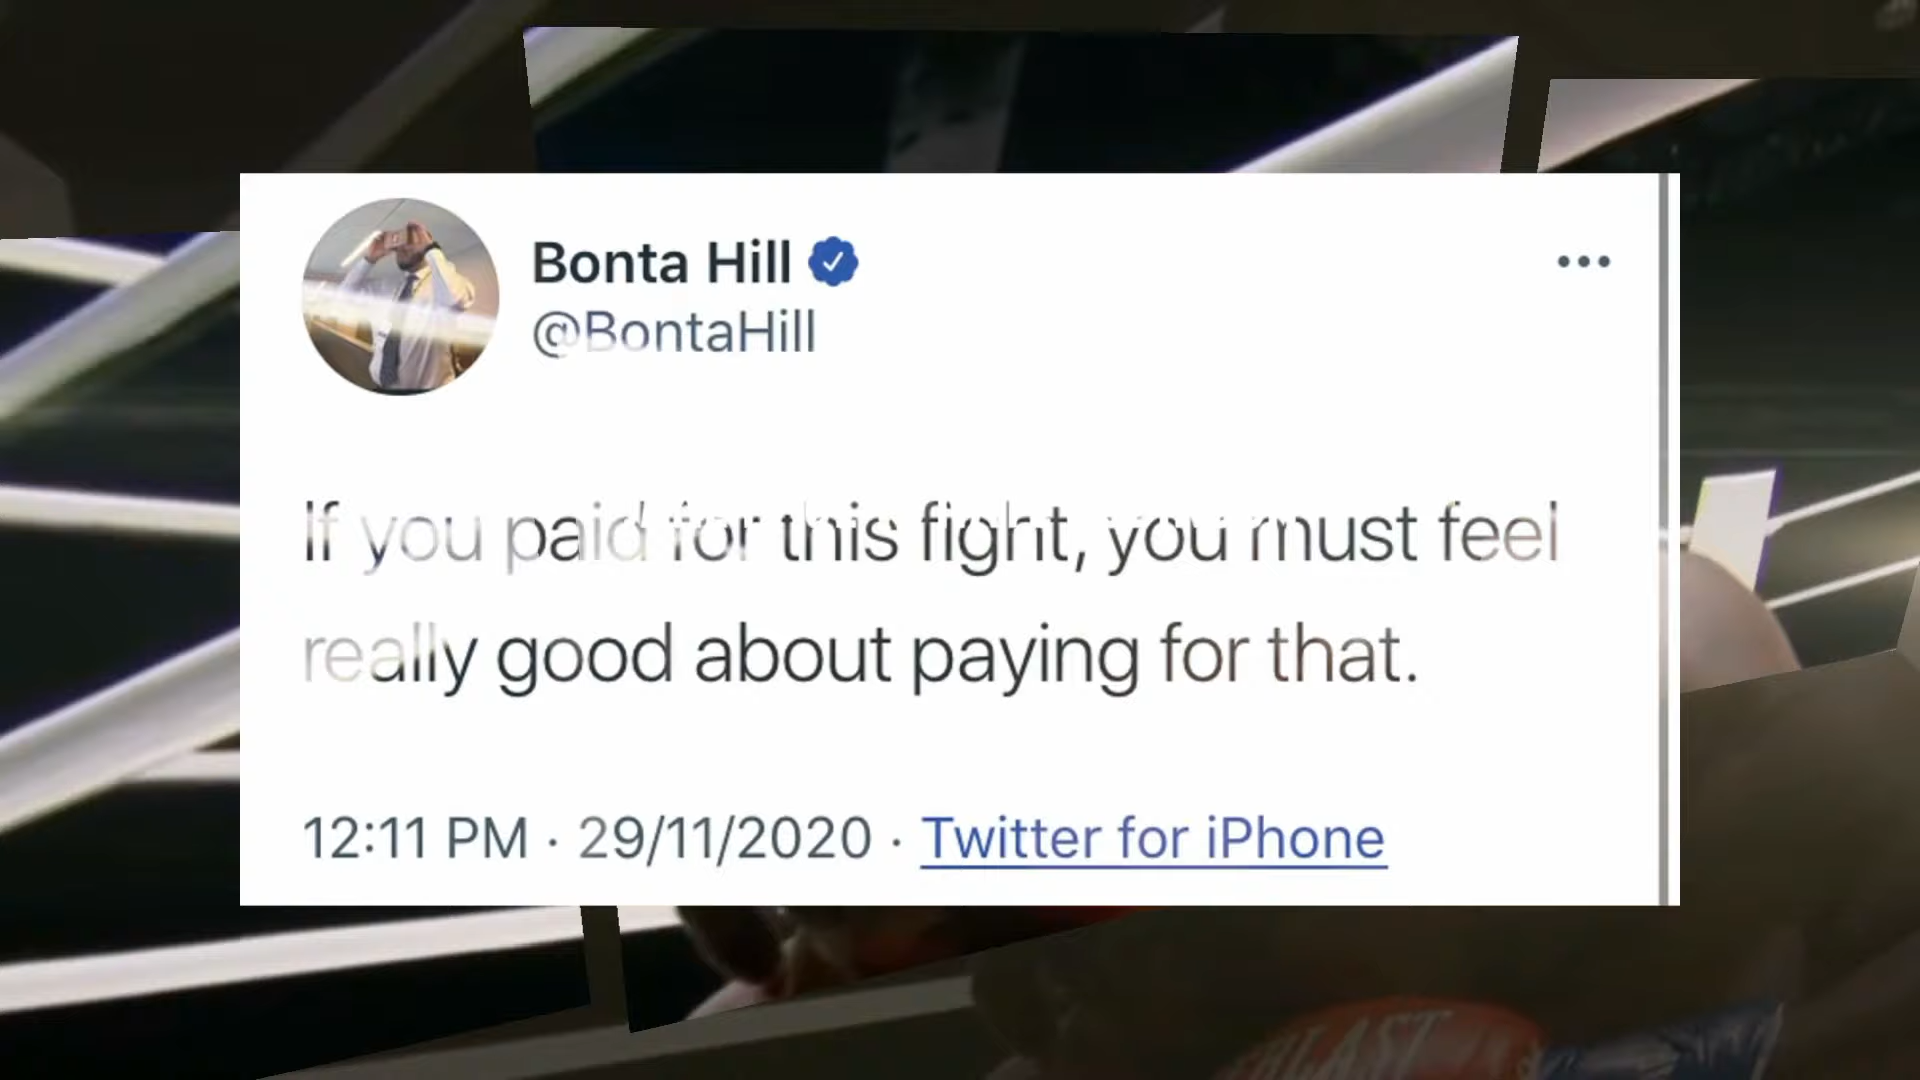 Bonta Hill
@BontaHill
If you paid for this fight, you must feel
really good about paying for that.
12:11 PM · 29/11/2020 · Twitter for iPhone